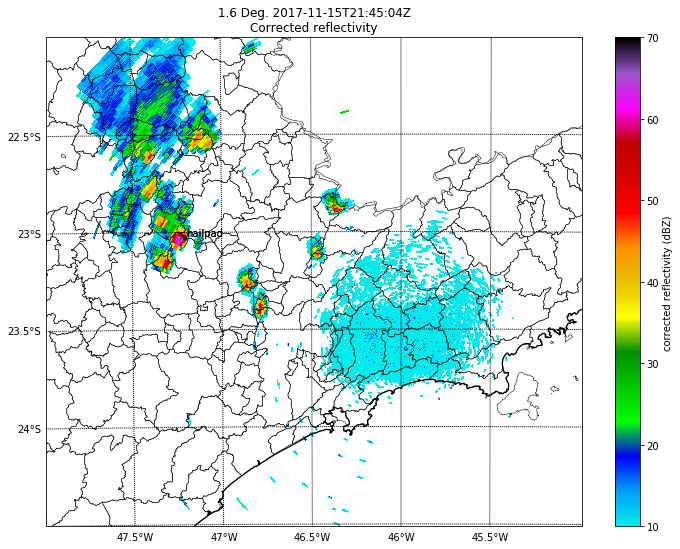 1.6 Deg. 2017-11-15T21:45:04Z
Corrected reflectivity
70
60
50
40
30
20
10
corrected reflectivity (dBZ)
22.5°S
23°S
23.5°S
24°S
hailpad
47.5°W
47°W
46.5°W
46°W
45.5°W